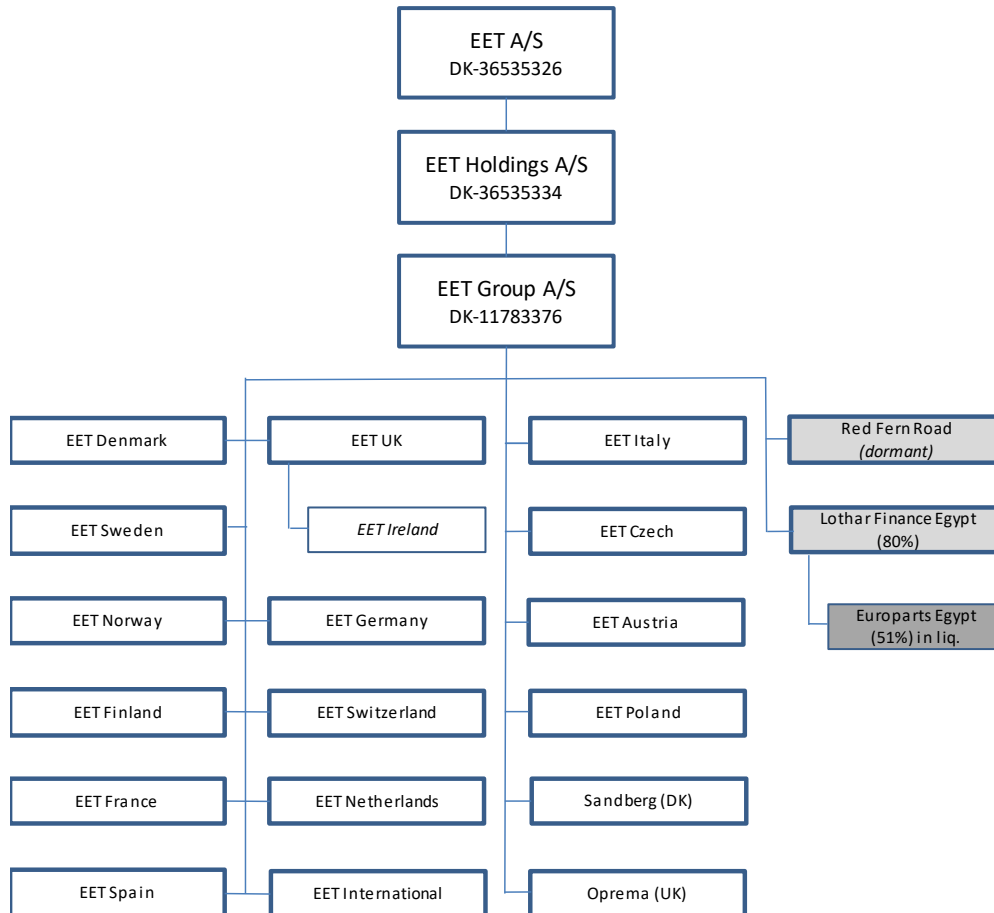 EET A/S
DK-36535326
EET Holdings A/S
DK-36535334
EET Group A/S
DK-11783376
EET Denmark
EET UK
EET Italy
Red Fern Road
(dormant)
EET Sweden
EET Ireland
EET Czech
Lothar Finance Egypt
(80%)
EET Norway
EET Germany
EET Austria
Europarts Egypt
(51%) in liq.
EET Finland
EET Switzerland
EET Poland
EET France
EET Netherlands
Sandberg (DK)
EET Spain
EET International
Oprema (UK)